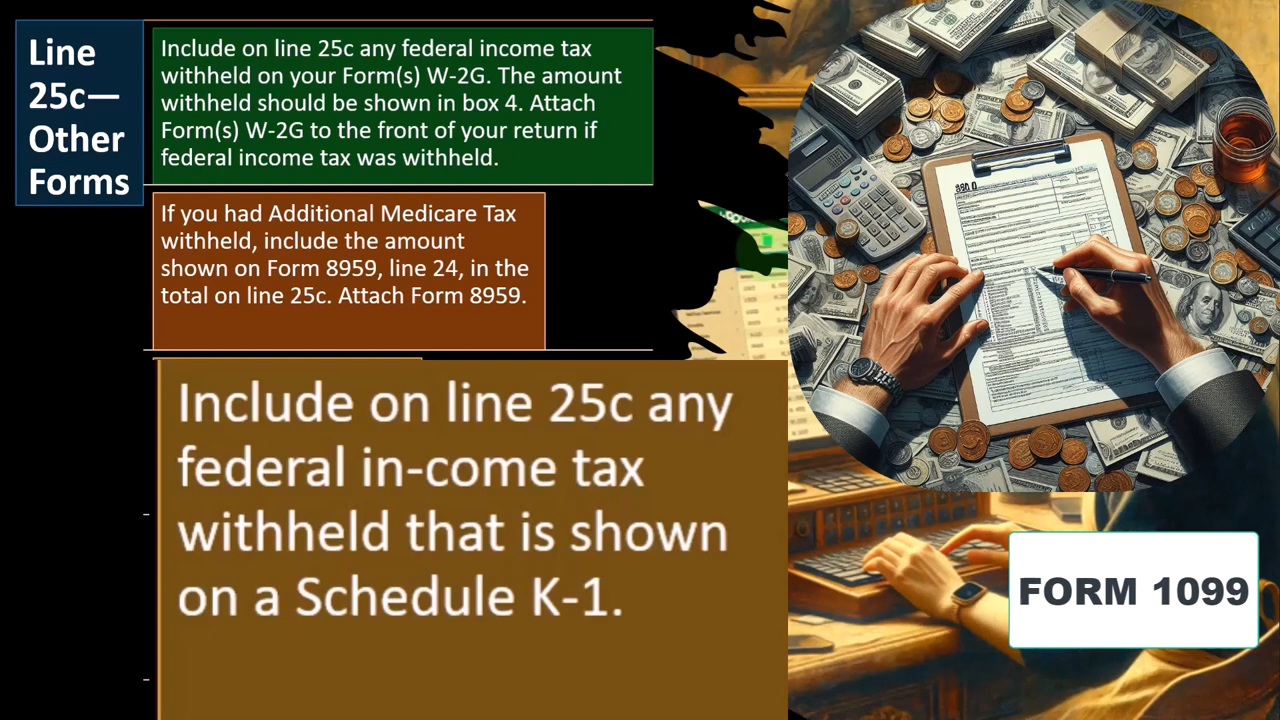 Line
25c—
Other
Forms
Include on line 25c any federal income tax
withheld on your Form(s) W-2G. The amount
withheld should be shown in box 4. Attach
Form(s) W-2G to the front of your return if
federal income tax was withheld.
If you had Additional Medicare Tax
withheld, include the amount
shown on Form 8959, line 24, in the
total on line 25c. Attach Form 8959.
Include on line 25c any
federal in-come tax
withheld that is shown
on a Schedule K-1.
FORM 1099